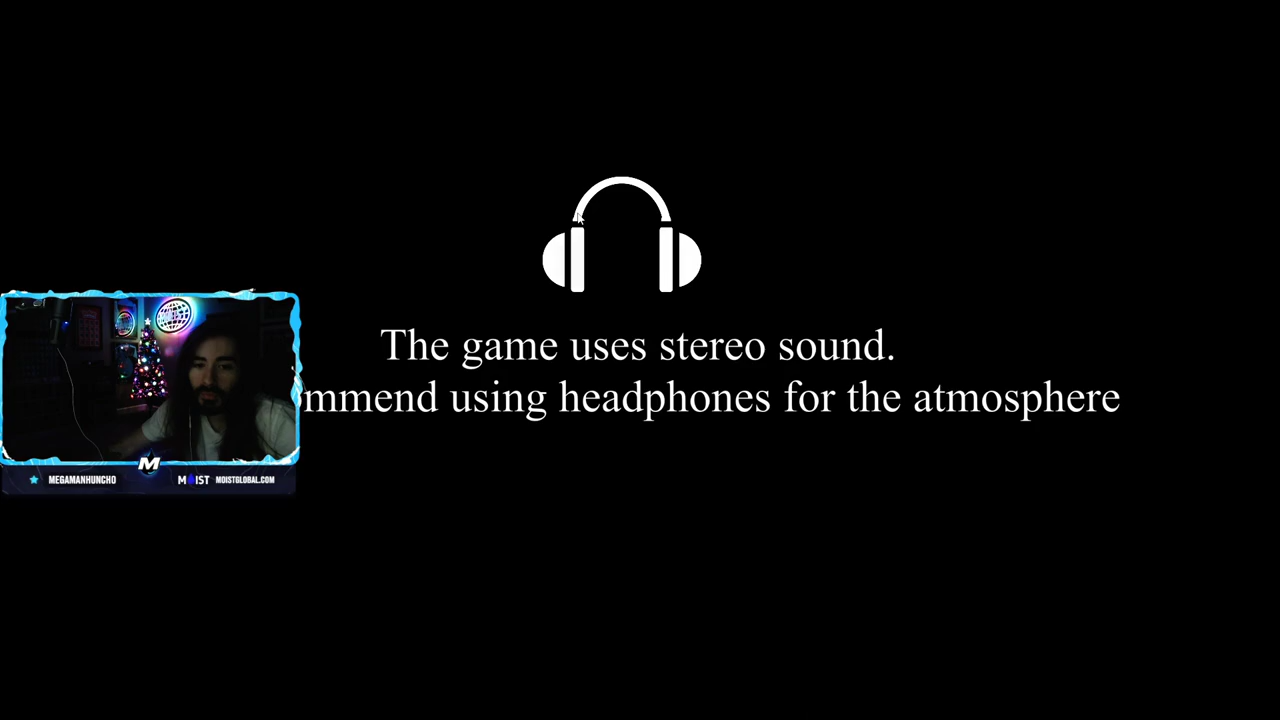 The game uses stereo sound.
mmend using headphones for the atmosphere
M
MEGAMANHUNCHO
MOIST
MOISTGLOBAL.COM